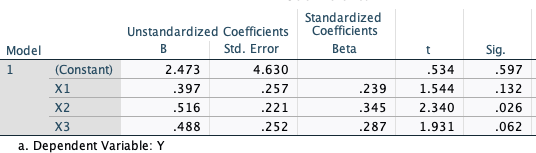 Standardized
Unstandardized Coefficients Coefficients
Model B Std. Error Beta t Sig.
1 (Constant) 2.473 4.630 .534 .597
X1 .397 .257 .239 1.544 .132
X2 .516 .221 .345 2.340 .026
X3 .488 .252 .287 1.931 .062
a. Dependent Variable: Y